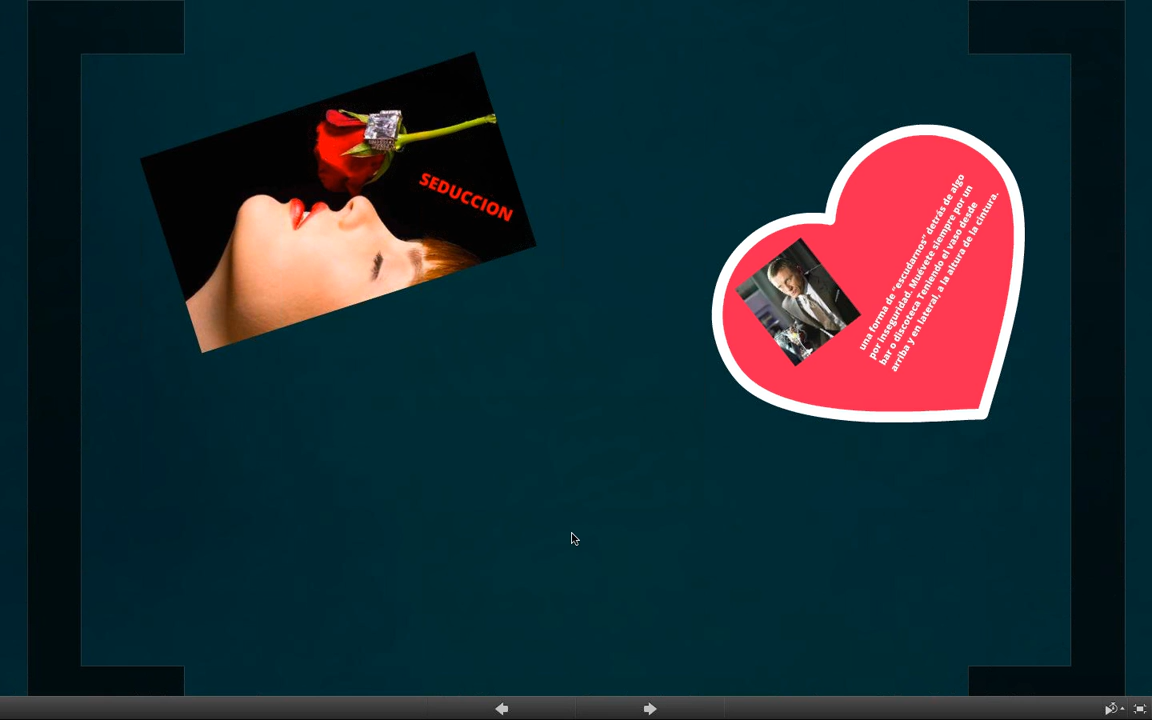 SEDUCCION
una forma de "escudarnos" detrás de algo
por inseguridad. Muévete siempre por un
bar o discoteca Teniendo el vaso desde
arriba y en lateral, a la altura de la cintura.